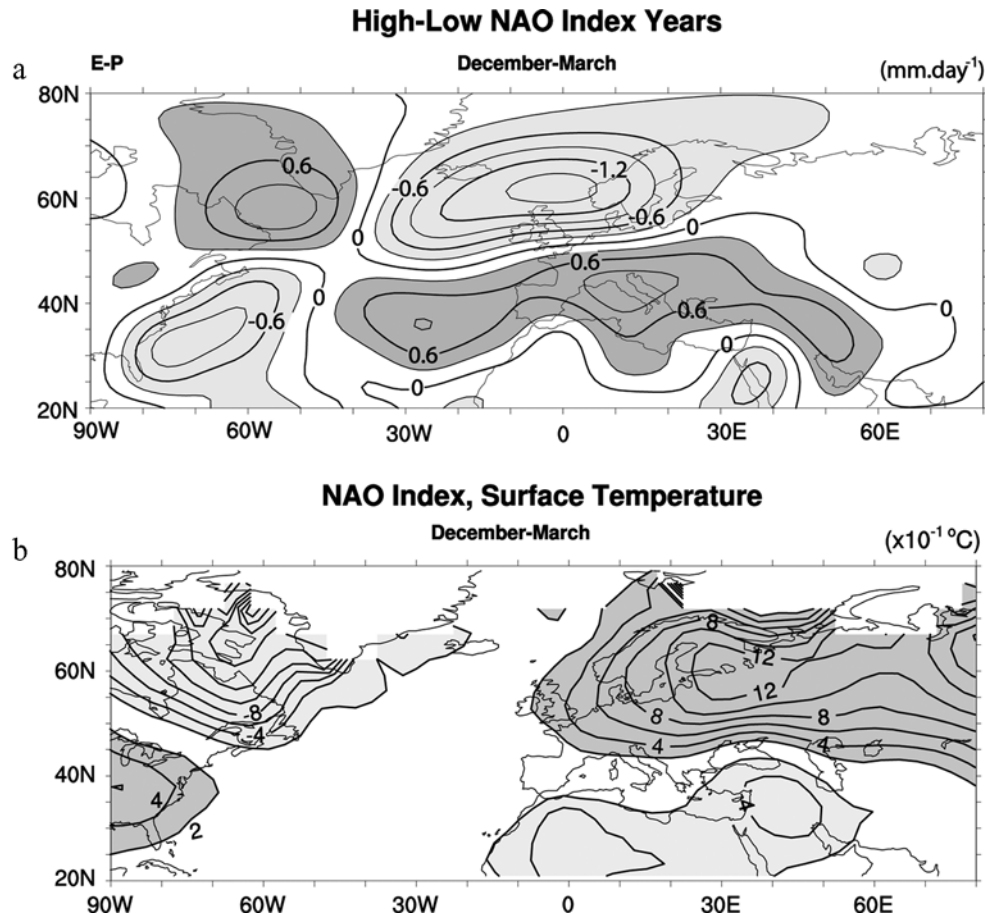 High-Low NAO Index Years
a
E-P December-March (mm.day-1)
80N
60N
40N
20N
0.6 -0.6 -1.2 -0.6
0 0
0.6
0 -0.6 0.6
0.6 0 0
0
90W 60W 30W 0 30E 60E
NAO Index, Surface Temperature
December-March
b (x10-1 ºC)
80N
60N
40N
20N
8
12
12
-8 8 8
-4 4 4
4
2
90W 60W 30W 0 30E 60E